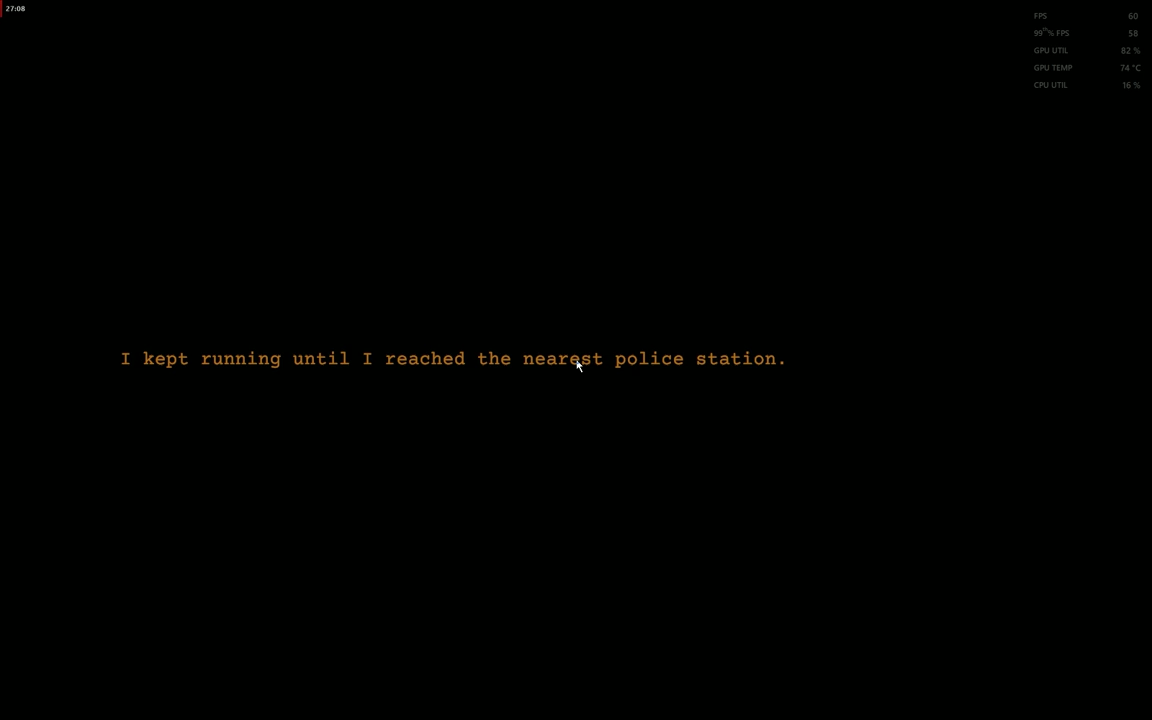 27:08
FPS 60
99th% FPS 58
GPU UTIL 82 %
GPU TEMP 74 °C
CPU UTIL 16 %
I kept running until I reached the nearest police station.